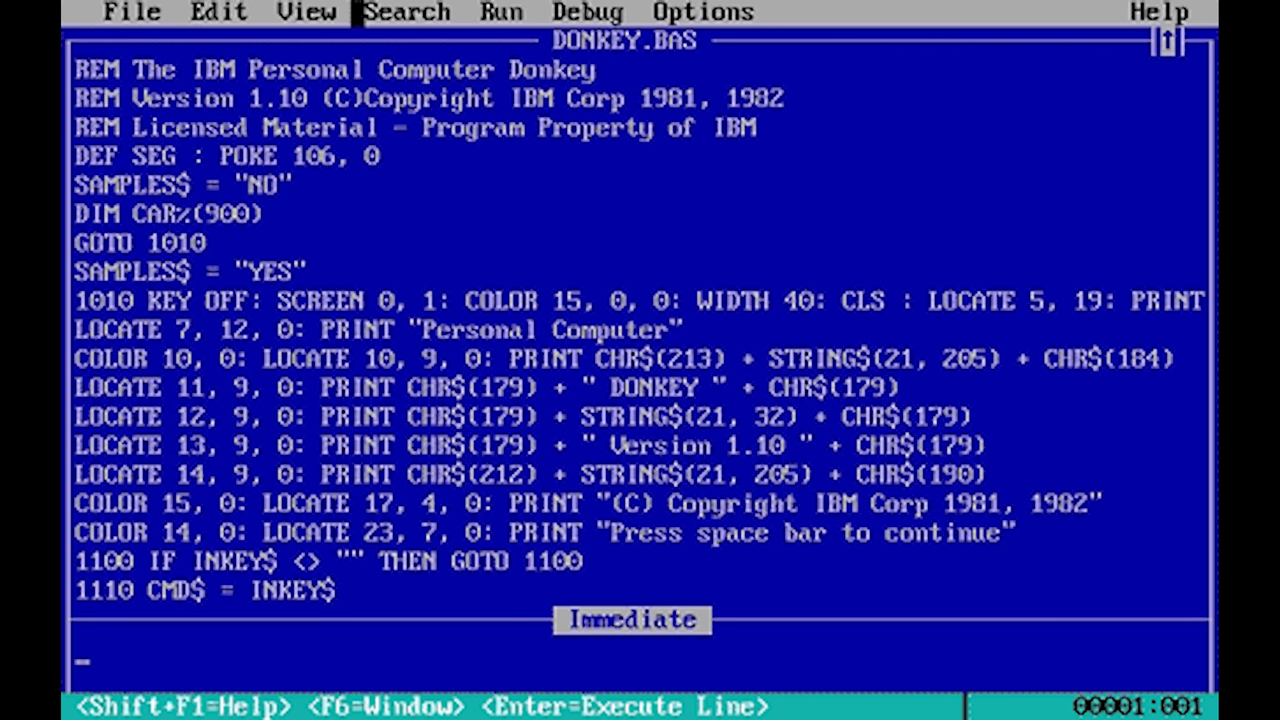 File Edit View Search Run Debug Options Help
DONKEY.BAS
↑
REM The IBM Personal Computer Donkey
REM Version 1.10 (C)Copyright IBM Corp 1981, 1982
REM Licensed Material - Program Property of IBM
DEF SEG : POKE 106, 0
SAMPLES$ = "NO"
DIM CAR%(900)
GOTO 1010
SAMPLES$ = "YES"
1010 KEY OFF: SCREEN 0, 1: COLOR 15, 0, 0: WIDTH 40: CLS : LOCATE 5, 19: PRINT
LOCATE 7, 12, 0: PRINT "Personal Computer"
COLOR 10, 0: LOCATE 10, 9, 0: PRINT CHR$(213) + STRING$(21, 205) + CHR$(184)
LOCATE 11, 9, 0: PRINT CHR$(179) + " DONKEY " + CHR$(179)
LOCATE 12, 9, 0: PRINT CHR$(179) + STRING$(21, 32) + CHR$(179)
LOCATE 13, 9, 0: PRINT CHR$(179) + " Version 1.10 " + CHR$(179)
LOCATE 14, 9, 0: PRINT CHR$(212) + STRING$(21, 205) + CHR$(190)
COLOR 15, 0: LOCATE 17, 4, 0: PRINT "(C) Copyright IBM Corp 1981, 1982"
COLOR 14, 0: LOCATE 23, 7, 0: PRINT "Press space bar to continue"
1100 IF INKEY$ <> "" THEN GOTO 1100
1110 CMD$ = INKEY$
Immediate
<Shift+F1=Help> <F6=Window> <Enter=Execute Line> 00001:001